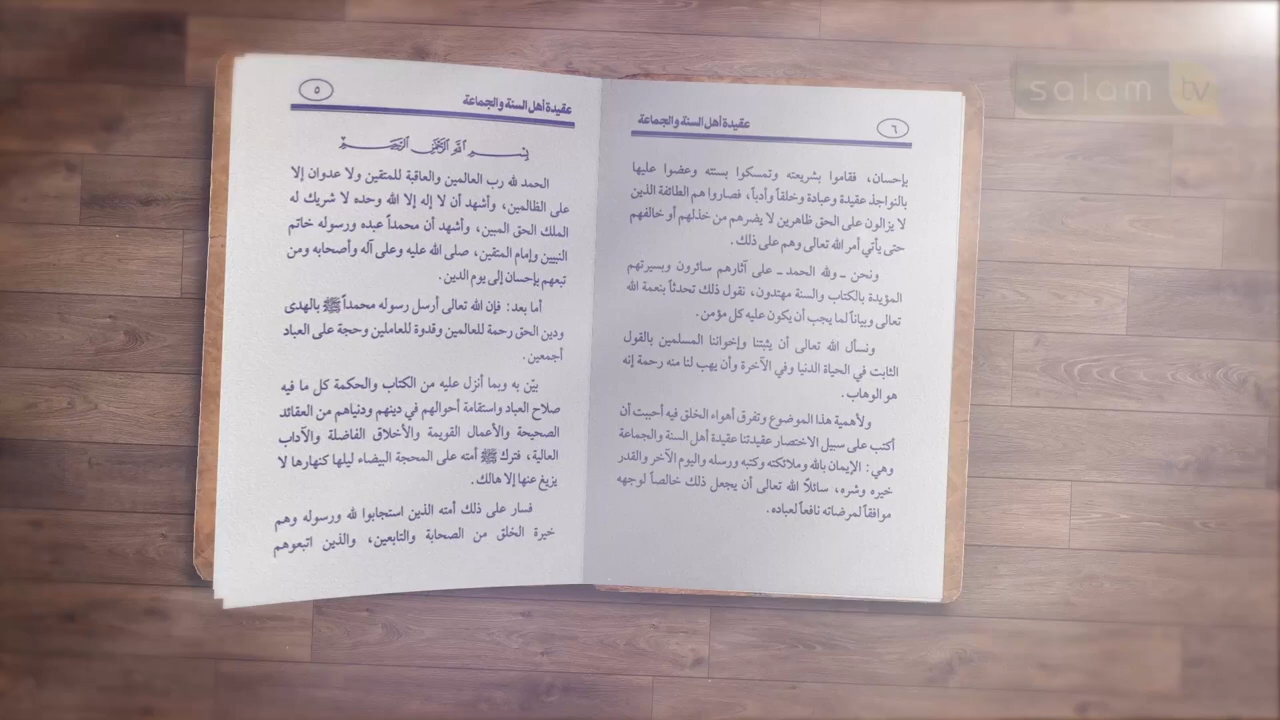 ٥
عقيدة أهل السنة والجماعة
بسم الله الرحمن الرحيم
الحمد لله رب العالمين والعاقبة للمتقين ولا عدوان إلا
على الظالمين، وأشهد أن لا إله إلا الله وحده لا شريك له
الملك الحق المبين، وأشهد أن محمداً عبده ورسوله خاتم
النبيين وإمام المتقين، صلى الله عليه وعلى آله وأصحابه ومن
تبعهم بإحسان إلى يوم الدين.
أما بعد: فإن الله تعالى أرسل رسوله محمداً ﷺ بالهدى
ودين الحق رحمة للعالمين وقدوة للعاملين وحجة على العباد
أجمعين.
بيّن به وبما أنزل عليه من الكتاب والحكمة كل ما فيه
صلاح العباد واستقامة أحوالهم في دينهم ودنياهم من العقائد
الصحيحة والأعمال القويمة والأخلاق الفاضلة والآداب
العالية، فترك ﷺ أمته على المحجة البيضاء ليلها كنهارها لا
يزيغ عنها إلا هالك.
فسار على ذلك أمته الذين استجابوا لله ورسوله وهم
خيرة الخلق من الصحابة والتابعين، والذين اتبعوهم
عقيدة أهل السنة والجماعة
٦
بإحسان، فقاموا بشريعته وتمسكوا بسنته وعضوا عليها
بالنواجذ عقيدة وعبادة وخلقاً وأدباً، فصاروا هم الطائفة الذين
لا يزالون على الحق ظاهرين لا يضرهم من خذلهم أو خالفهم
حتى يأتي أمر الله تعالى وهم على ذلك.
ونحن ـ ولله الحمد ـ على آثارهم سائرون وبسيرتهم
المؤيدة بالكتاب والسنة مهتدون، نقول ذلك تحدثاً بنعمة الله
تعالى وبياناً لما يجب أن يكون عليه كل مؤمن.
ونسأل الله تعالى أن يثبتنا وإخواننا المسلمين بالقول
الثابت في الحياة الدنيا وفي الآخرة وأن يهب لنا منه رحمة إنه
هو الوهاب.
ولأهمية هذا الموضوع وتفرق أهواء الخلق فيه أحببت أن
أكتب على سبيل الاختصار عقيدتنا عقيدة أهل السنة والجماعة
وهي: الإيمان بالله وملائكته وكتبه ورسله واليوم الآخر والقدر
خيره وشره، سائلاً الله تعالى أن يجعل ذلك خالصاً لوجهه
موافقاً لمرضاته نافعاً لعباده.
salam tv